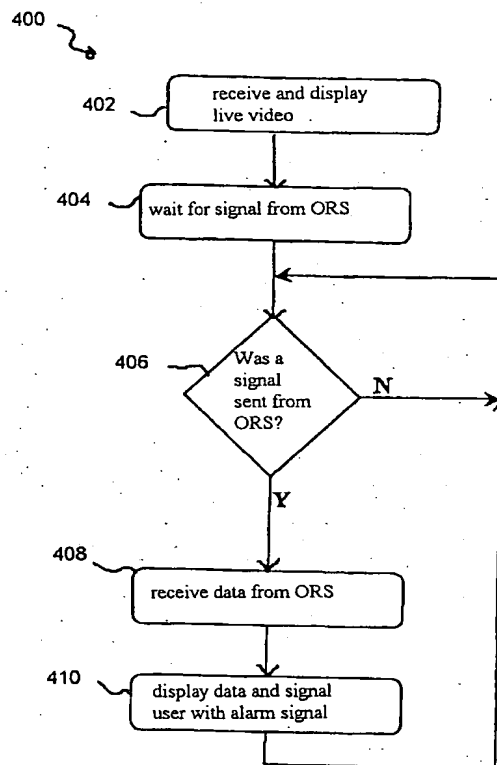 400
402
receive and display
live video
404
wait for signal from ORS
406
Was a
signal
sent from
ORS?
N
Y
408
receive data from ORS
410
display data and signal
user with alarm signal